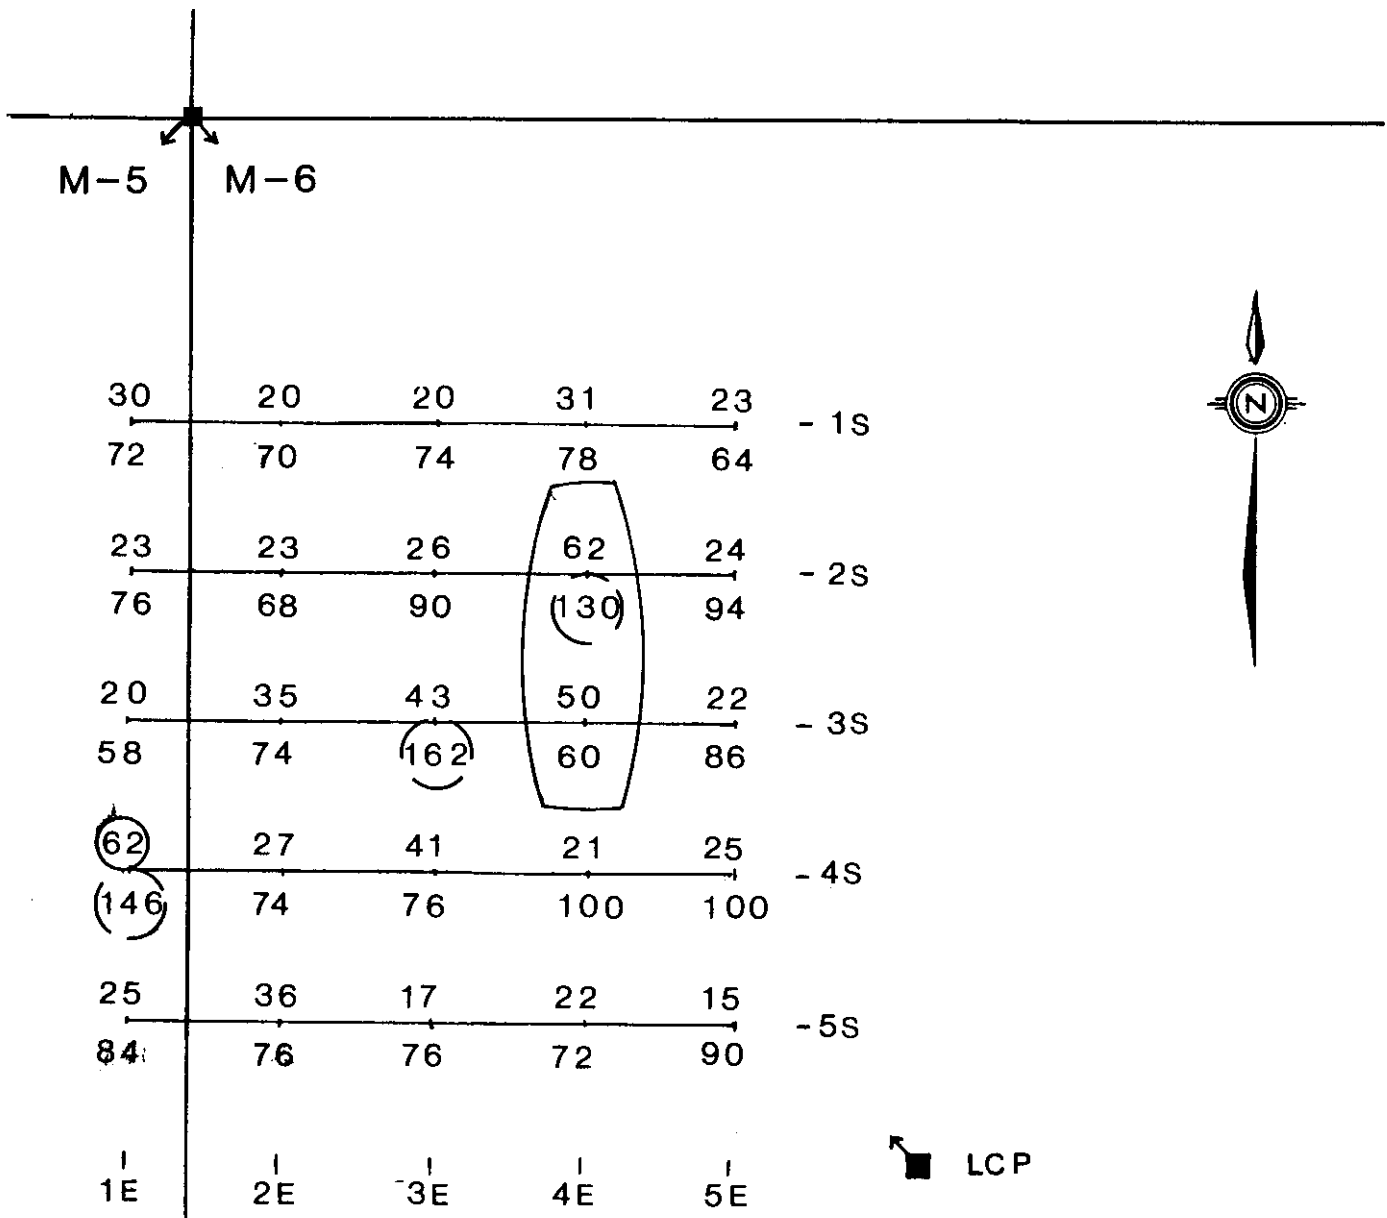 M-5 M-6
30 20 20 31 23
- 1S
72 70 74 78 64
23 23 26 62 24
- 2S
76 68 90 130 94
20 35 43 50 22
- 3S
58 74 162 60 86
62 27 41 21 25
- 4S
146 74 76 100 100
25 36 17 22 15
- 5S
84 76 76 72 90
1E 2E 3E 4E 5E
LCP
N